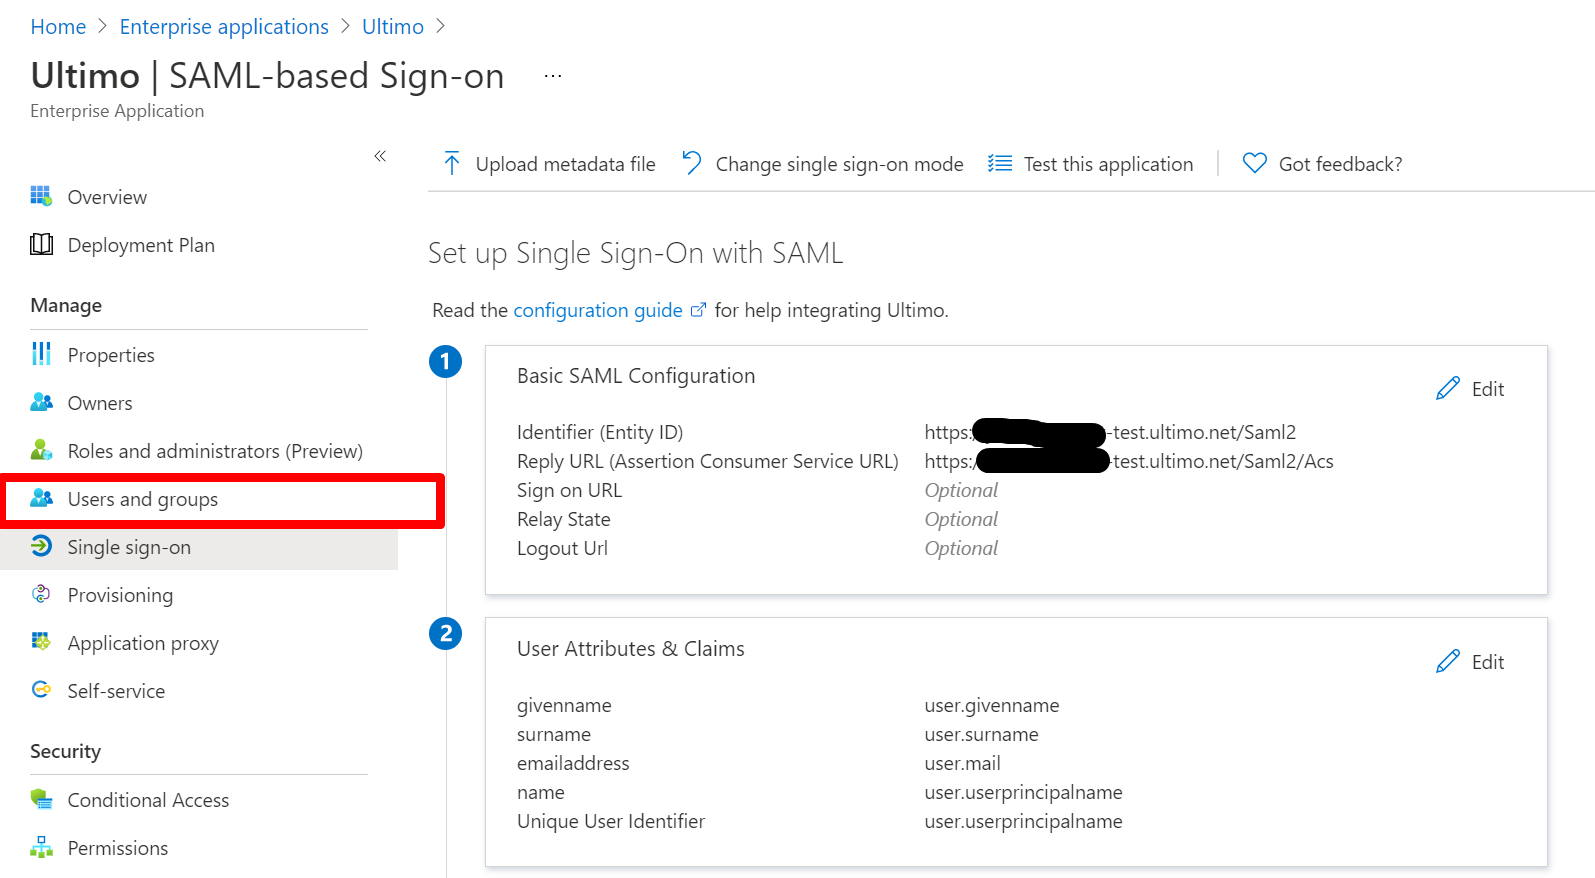 Home > Enterprise applications > Ultimo >
Ultimo | SAML-based Sign-on ...
Enterprise Application
«
Upload metadata file Change single sign-on mode Test this application Got feedback?
Overview
Deployment Plan
Manage
Properties
Owners
Roles and administrators (Preview)
Users and groups
Single sign-on
Provisioning
Application proxy
Self-service
Security
Conditional Access
Permissions
Set up Single Sign-On with SAML
Read the configuration guide for help integrating Ultimo.
1
Basic SAML Configuration
Edit
Identifier (Entity ID) https:/ -test.ultimo.net/Saml2
Reply URL (Assertion Consumer Service URL) https:/ -test.ultimo.net/Saml2/Acs
Sign on URL Optional
Relay State Optional
Logout Url Optional
2
User Attributes & Claims
Edit
givenname user.givenname
surname user.surname
emailaddress user.mail
name user.userprincipalname
Unique User Identifier user.userprincipalname